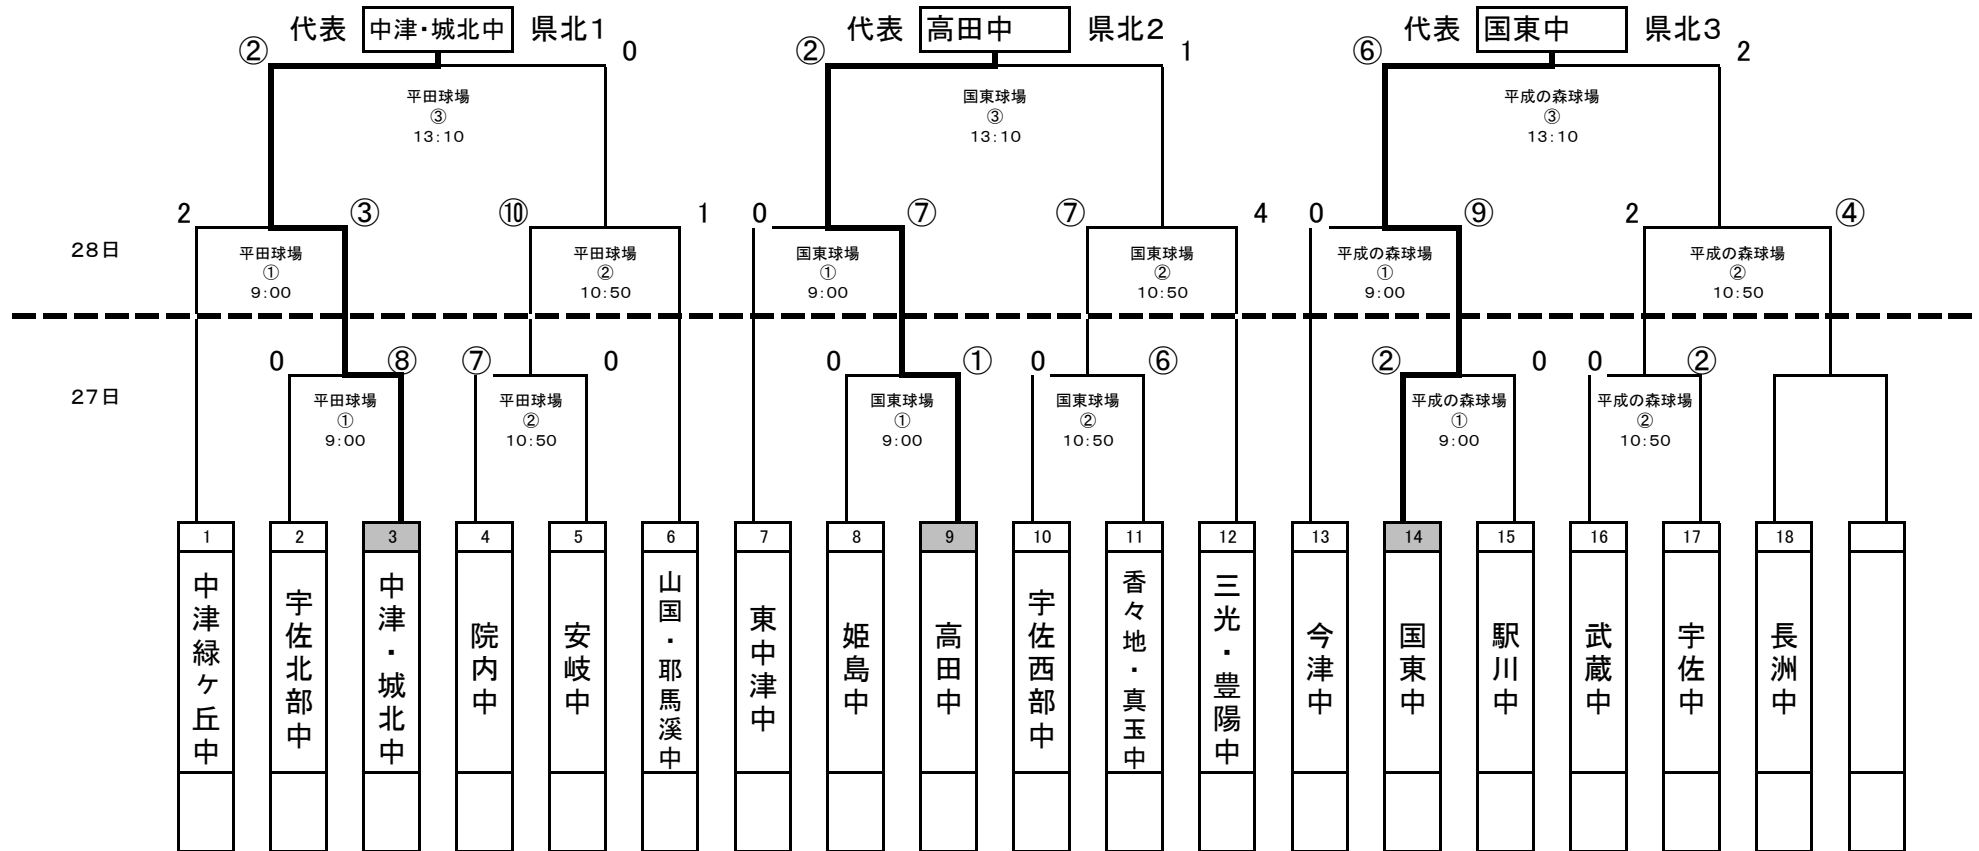 代表 中津・城北中 県北1 代表 高田中 県北2 代表 国東中 県北3
② 0 ② 1 ⑥ 2
平田球場 国東球場 平成の森球場
③ ③ ③
13:10 13:10 13:10
2 ③ ⑩ 1 0 ⑦ ⑦ 4 0 ⑨ 2 ④
28日 平田球場 平田球場 国東球場 国東球場 平成の森球場 平成の森球場
① ② ① ② ① ②
9:00 10:50 9:00 10:50 9:00 10:50
0 ⑧ ⑦ 0 0 ① 0 ⑥ ② 0 0 ②
27日 平田球場 平田球場 国東球場 国東球場 平成の森球場 平成の森球場
① ② ① ② ① ②
9:00 10:50 9:00 10:50 9:00 10:50
1 2 3 4 5 6 7 8 9 10 11 12 13 14 15 16 17 18
中津緑ヶ丘中
宇佐北部中
中津・城北中
院内中
安岐中
山国・耶馬溪中
東中津中
姫島中
高田中
宇佐西部中
香々地・真玉中
三光・豊陽中
今津中
国東中
駅川中
武蔵中
宇佐中
長洲中